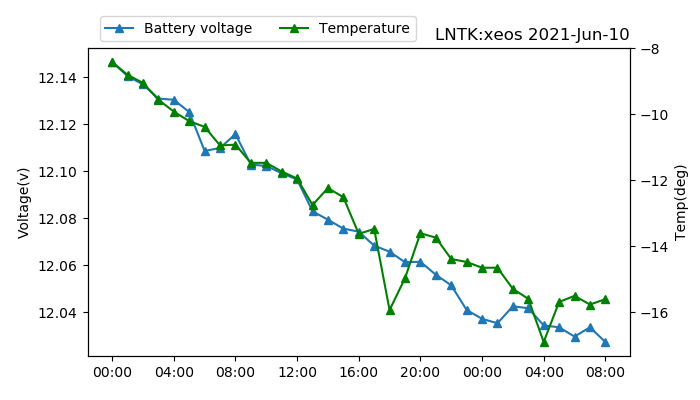 Battery voltage Temperature
LNTK:xeos 2021-Jun-10
12.14
12.12
12.10
12.08
12.06
12.04
Voltage(v)
−8
−10
−12
−14
−16
Temp(deg)
00:00 04:00 08:00 12:00 16:00 20:00 00:00 04:00 08:00